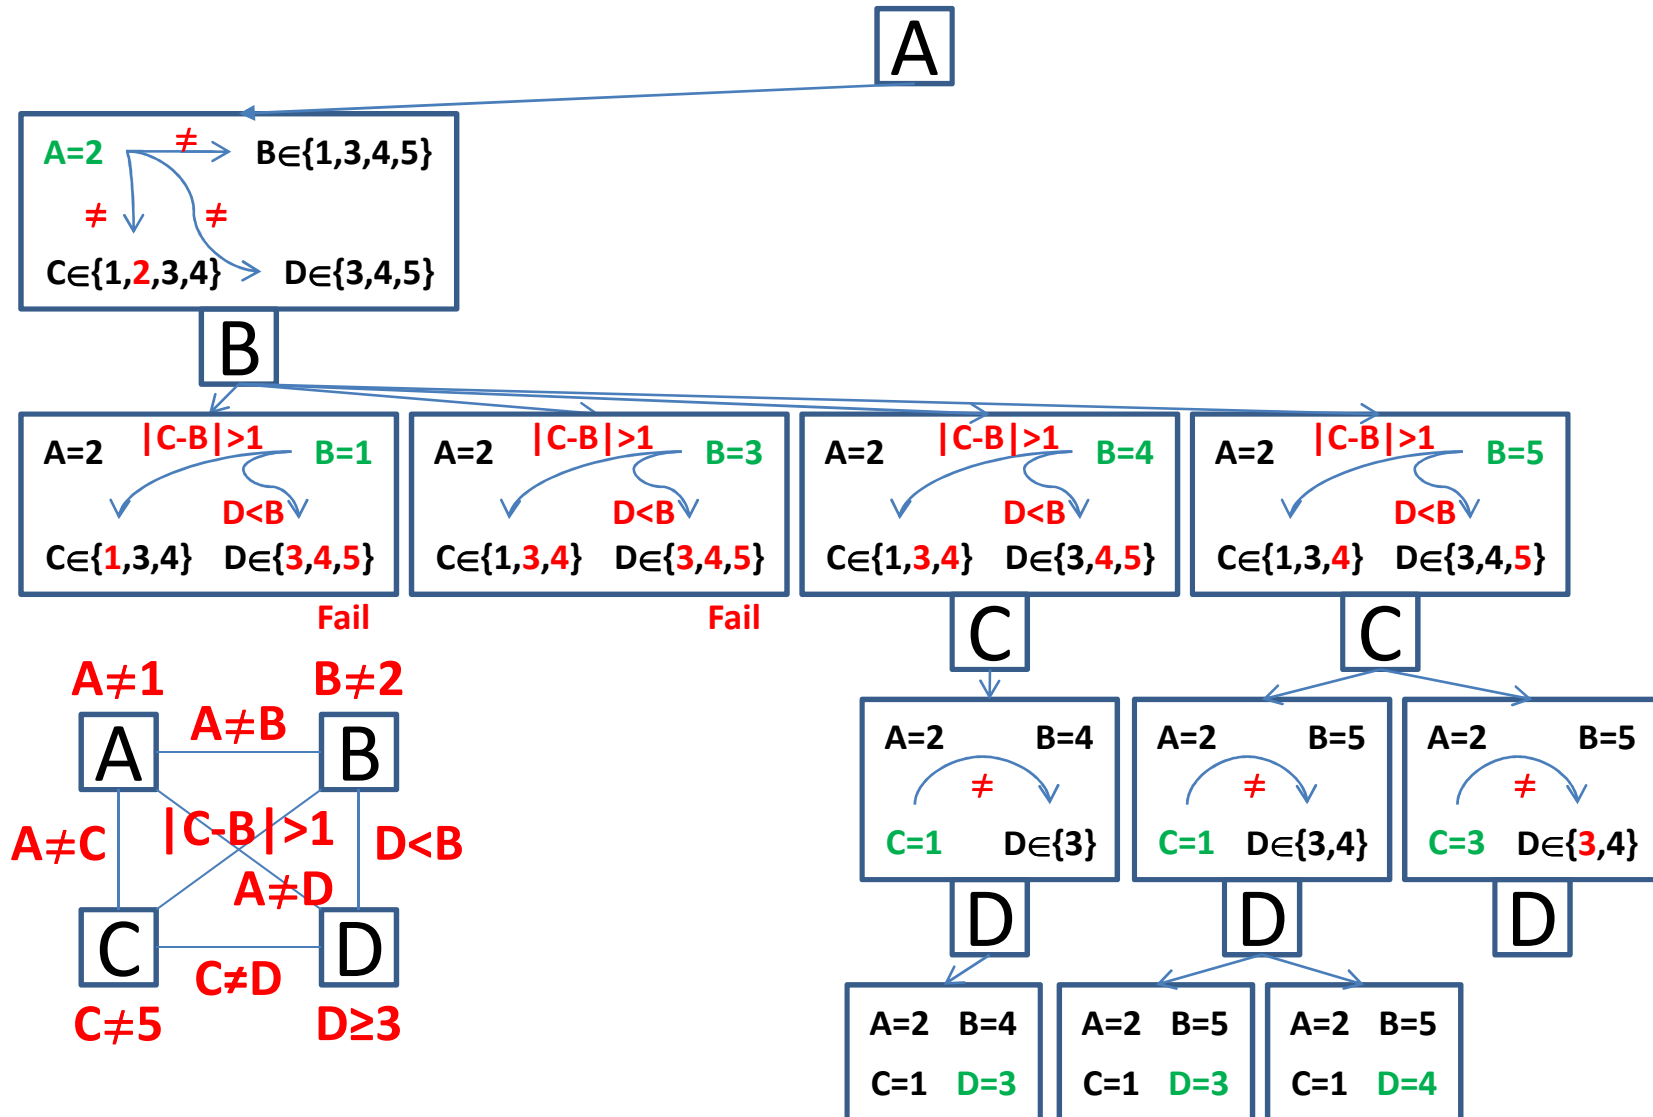 A
A=2 ≠ B∈{1,3,4,5}
≠ ≠
C∈{1,2,3,4} D∈{3,4,5}
B
A=2 |C-B|>1 B=1
D<B
C∈{1,3,4} D∈{3,4,5}
Fail
A=2 |C-B|>1 B=3
D<B
C∈{1,3,4} D∈{3,4,5}
Fail
A=2 |C-B|>1 B=4
D<B
C∈{1,3,4} D∈{3,4,5}
C
A=2 |C-B|>1 B=5
D<B
C∈{1,3,4} D∈{3,4,5}
C
A≠1 B≠2
A≠B
A B
A≠C |C-B|>1 D<B
A≠D
C D
C≠D
C≠5 D≥3
A=2 B=4
≠
C=1 D∈{3}
D
A=2 B=5
≠
C=1 D∈{3,4}
D
A=2 B=5
≠
C=3 D∈{3,4}
D
A=2 B=4
C=1 D=3
A=2 B=5
C=1 D=3
A=2 B=5
C=1 D=4